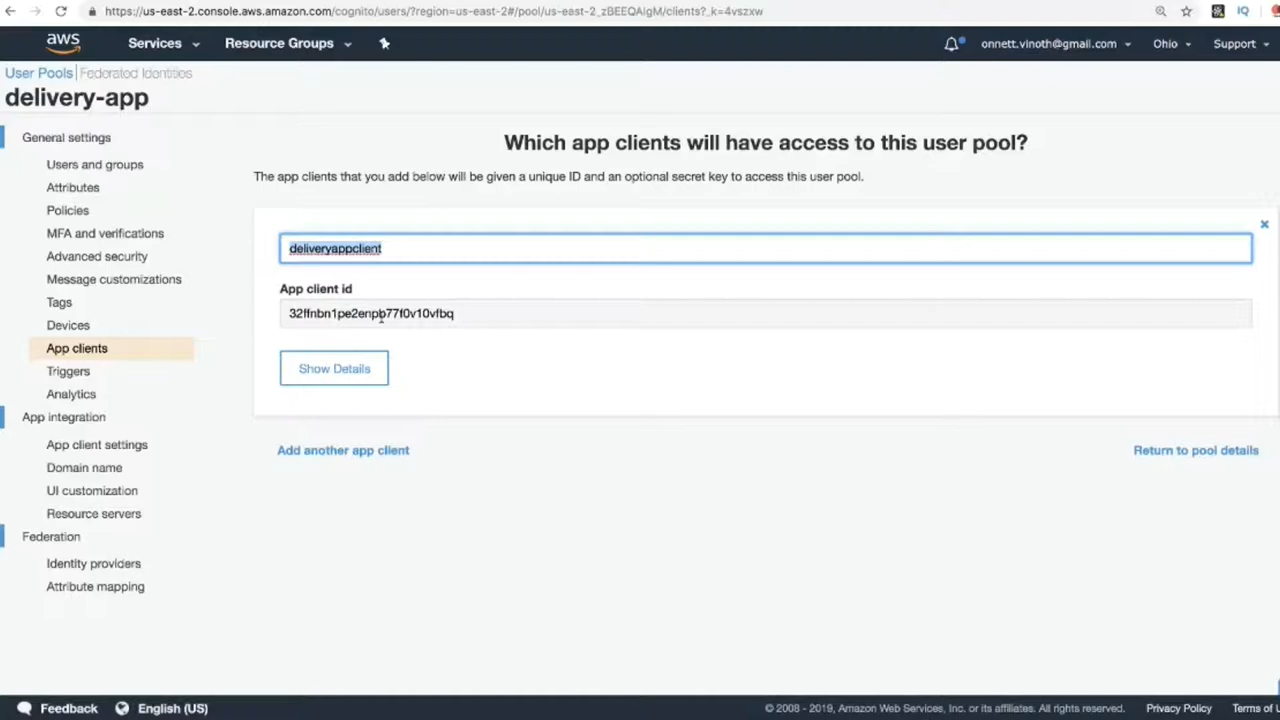 https://us-east-2.console.aws.amazon.com/cognito/users/?region=us-east-2#/pool/us-east-2_zBEEQAIgM/clients?_k=4vszxw
IQ
aws Services Resource Groups onnett.vinoth@gmail.com Ohio Support
User Pools | Federated Identities
delivery-app
General settings
Users and groups
Attributes
Policies
MFA and verifications
Advanced security
Message customizations
Tags
Devices
App clients
Triggers
Analytics
App integration
App client settings
Domain name
UI customization
Resource servers
Federation
Identity providers
Attribute mapping
Which app clients will have access to this user pool?
The app clients that you add below will be given a unique ID and an optional secret key to access this user pool.
deliveryappclient
App client id
32ffnbn1pe2enpb77f0v10vfbq
Show Details
Add another app client Return to pool details
Feedback English (US) © 2008 - 2019, Amazon Web Services, Inc. or its affiliates. All rights reserved. Privacy Policy Terms of